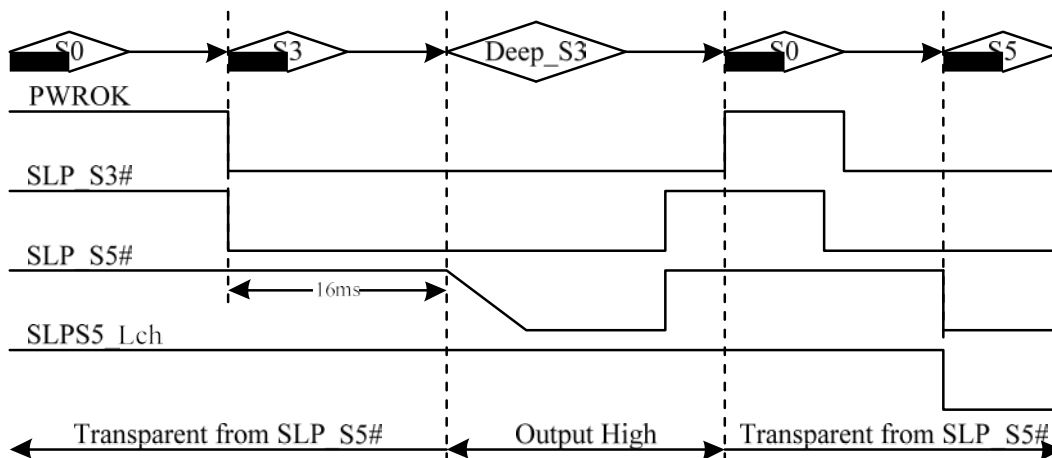 S0 S3 Deep_S3 S0 S5
PWROK
SLP_S3#
SLP_S5#
16ms
SLPS5_Lch
Transparent from SLP_S5# Output High Transparent from SLP_S5#